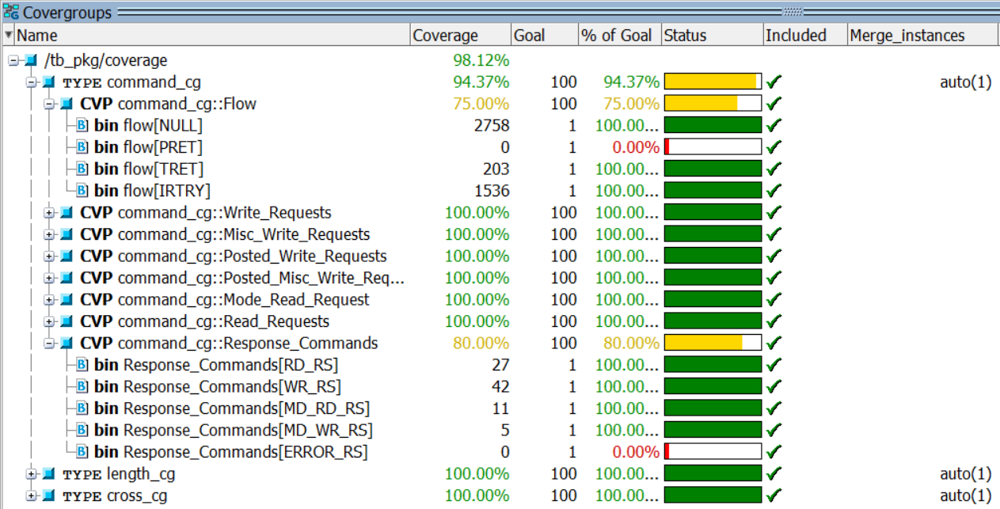 Covergroups
Name Coverage Goal % of Goal Status Included Merge_instances
/tb_pkg/coverage 98.12%
TYPE command_cg 94.37% 100 94.37% auto(1)
CVP command_cg::Flow 75.00% 100 75.00%
B bin flow[NULL] 2758 1 100.00...
B bin flow[PRET] 0 1 0.00%
B bin flow[TRET] 203 1 100.00...
B bin flow[IRTRY] 1536 1 100.00...
CVP command_cg::Write_Requests 100.00% 100 100.00...
CVP command_cg::Misc_Write_Requests 100.00% 100 100.00...
CVP command_cg::Posted_Write_Requests 100.00% 100 100.00...
CVP command_cg::Posted_Misc_Write_Req... 100.00% 100 100.00...
CVP command_cg::Mode_Read_Request 100.00% 100 100.00...
CVP command_cg::Read_Requests 100.00% 100 100.00...
CVP command_cg::Response_Commands 80.00% 100 80.00%
B bin Response_Commands[RD_RS] 27 1 100.00...
B bin Response_Commands[WR_RS] 42 1 100.00...
B bin Response_Commands[MD_RD_RS] 11 1 100.00...
B bin Response_Commands[MD_WR_RS] 5 1 100.00...
B bin Response_Commands[ERROR_RS] 0 1 0.00%
TYPE length_cg 100.00% 100 100.00... auto(1)
TYPE cross_cg 100.00% 100 100.00... auto(1)